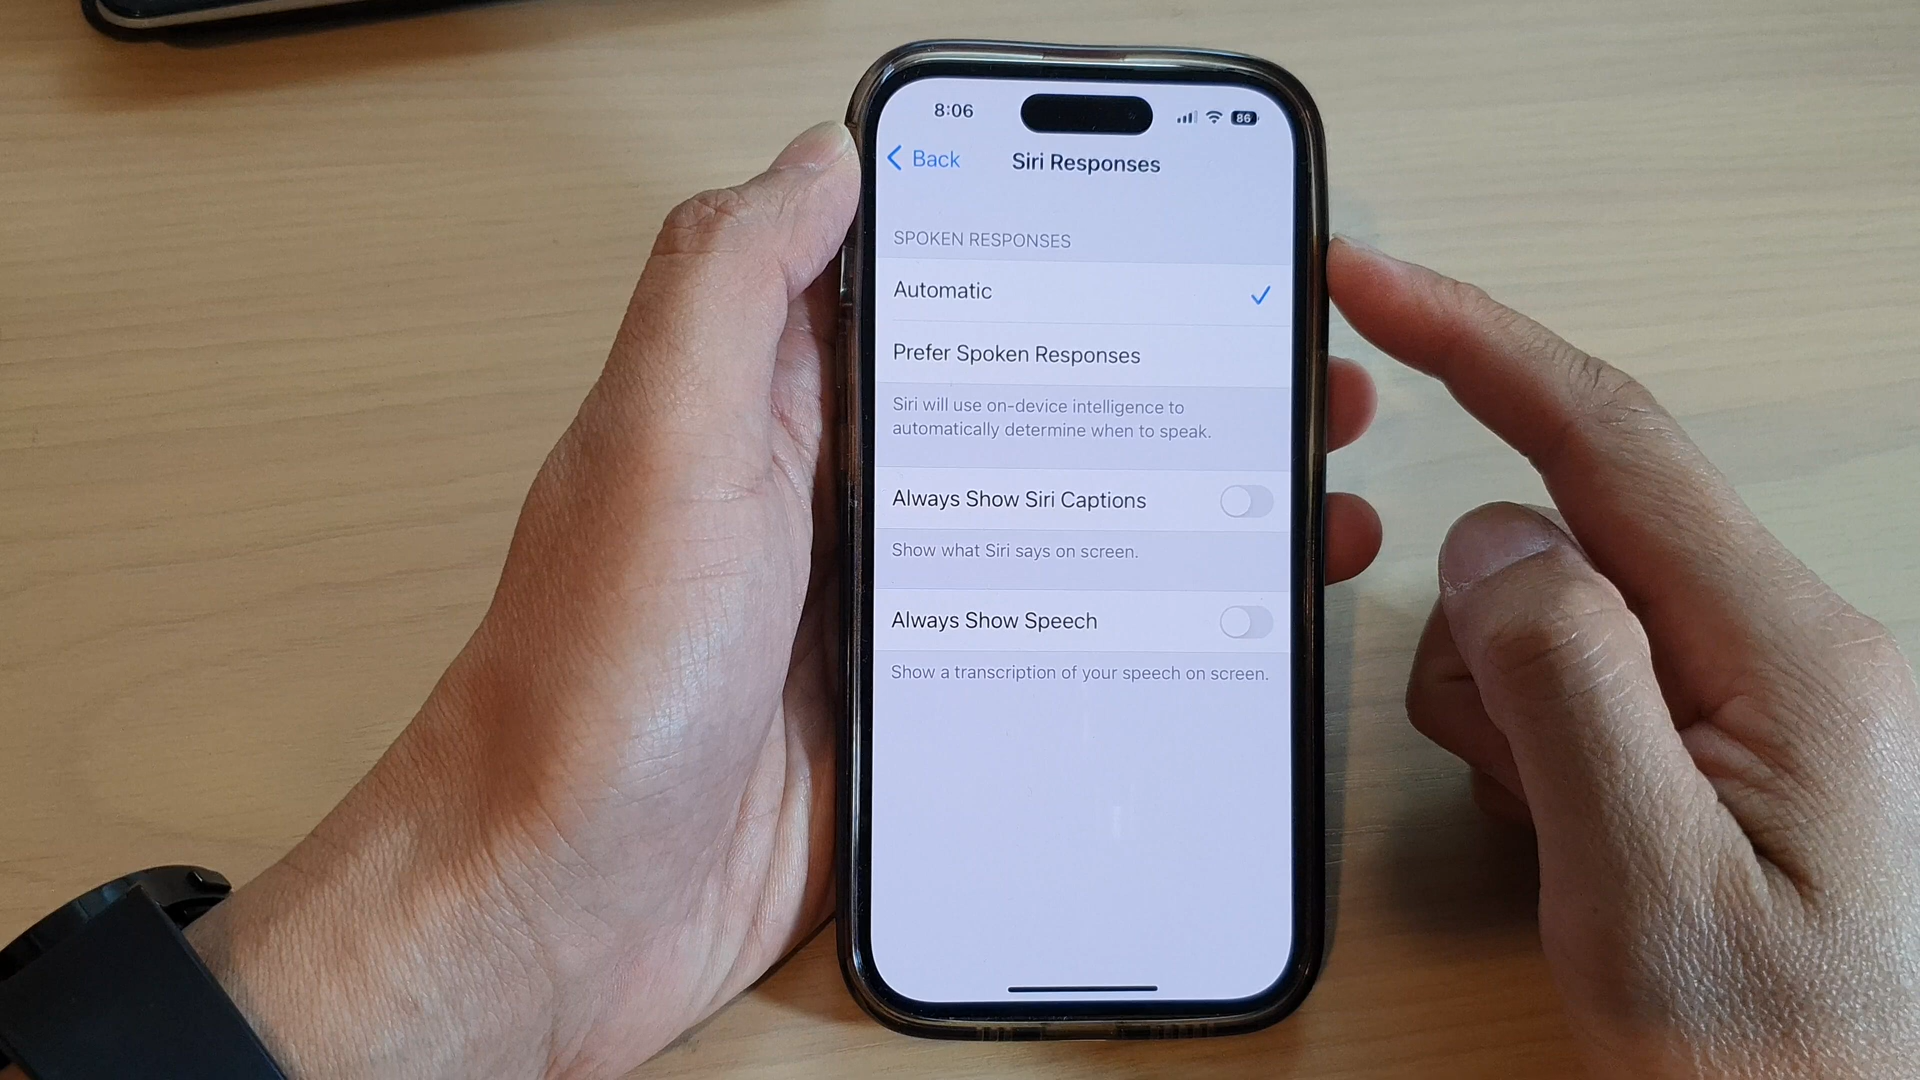 8:06 86
Back Siri Responses
SPOKEN RESPONSES
Automatic
Prefer Spoken Responses
Siri will use on-device intelligence to
automatically determine when to speak.
Always Show Siri Captions
Show what Siri says on screen.
Always Show Speech
Show a transcription of your speech on screen.